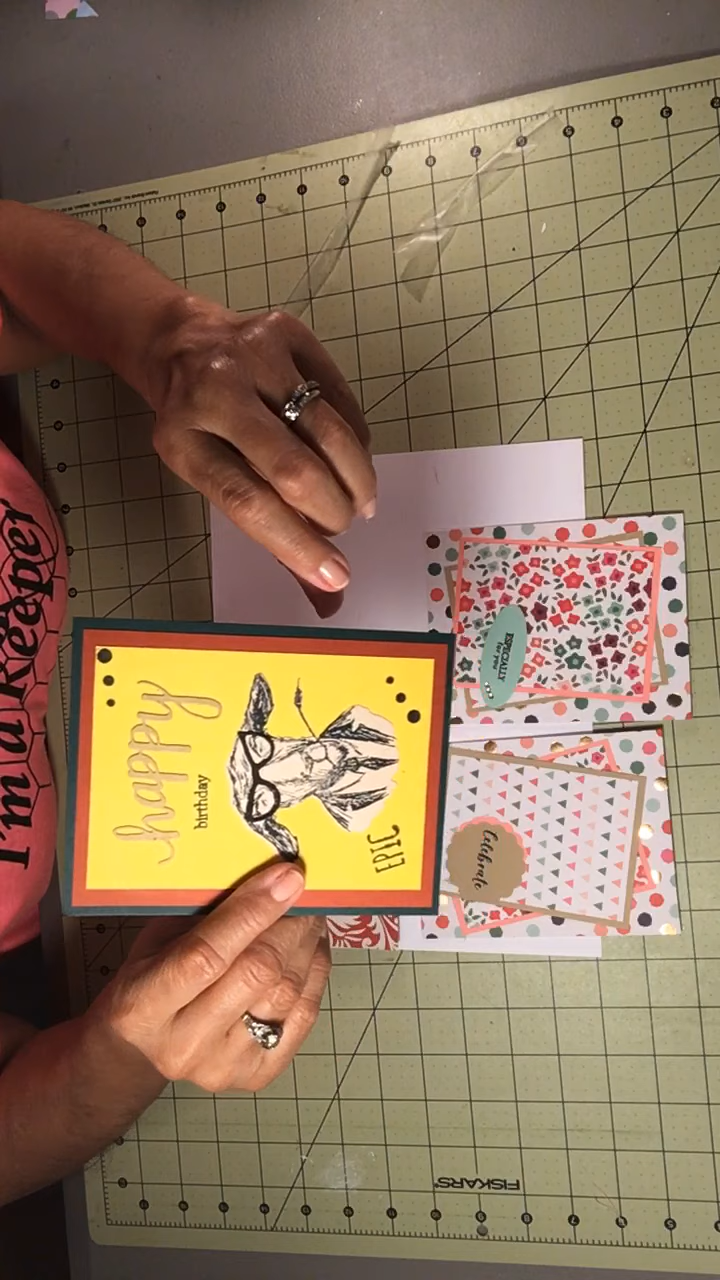 I'm a Keeper
happy
birthday
EPIC
ESPECIALLY
for you
Celebrate
FISKARS